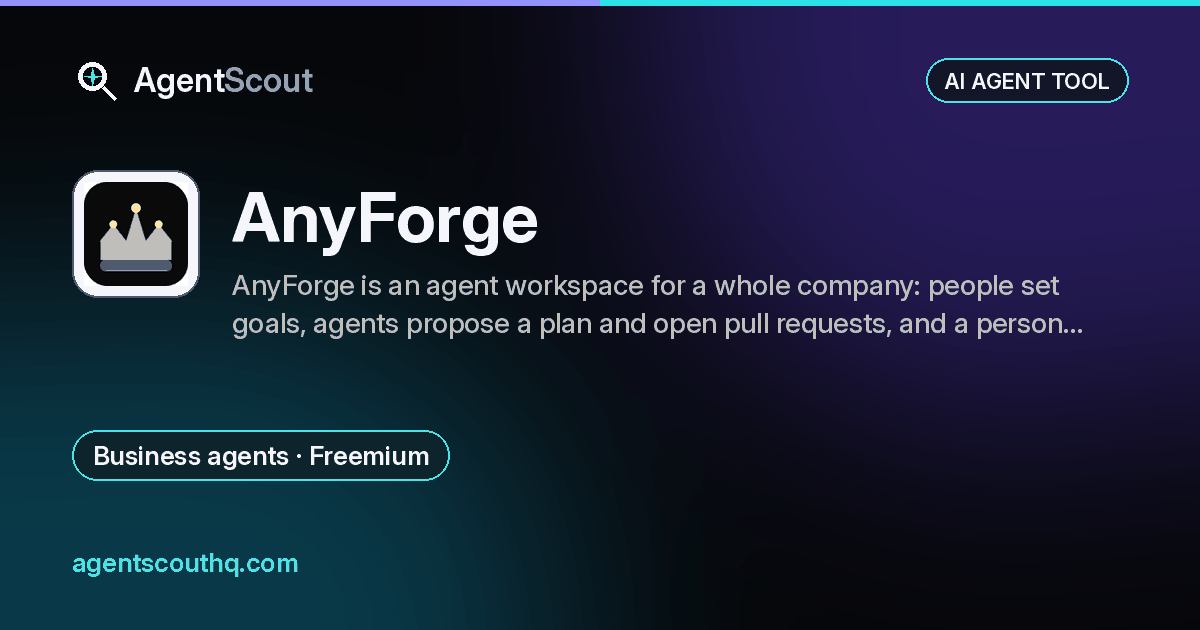 AgentScout
AI AGENT TOOL
AnyForge
AnyForge is an agent workspace for a whole company: people set
goals, agents propose a plan and open pull requests, and a person...
Business agents · Freemium
agentscouthq.com